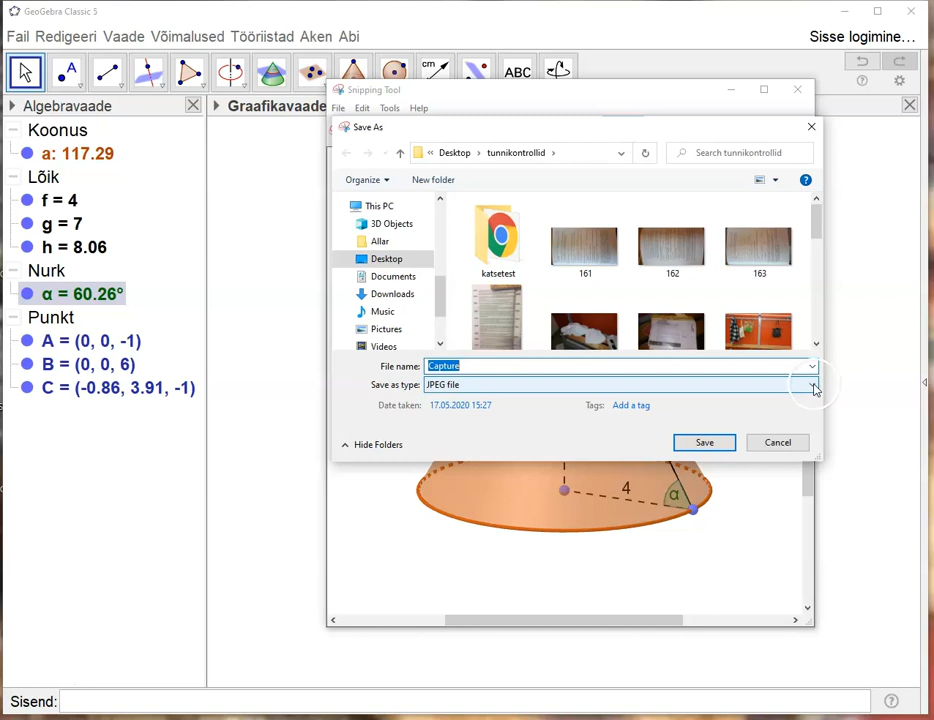 GeoGebra Classic 5
Fail Redigeeri Vaade Võimalused Tööriistad Aken Abi
Sisse logimine…
cm
ABC
Algebravaade
Graafikavaade
Koonus
a: 117.29
Lõik
f = 4
g = 7
h = 8.06
Nurk
α = 60.26°
Punkt
A = (0, 0, -1)
B = (0, 0, 6)
C = (-0.86, 3.91, -1)
Snipping Tool
File Edit Tools Help
Save As
« Desktop › tunnikontrollid ›
Search tunnikontrollid
Organize
New folder
This PC
3D Objects
Allar
Desktop
Documents
Downloads
Music
Pictures
Videos
katsetest
161
162
163
File name: Capture
Save as type: JPEG file
Date taken: 17.05.2020 15:27
Tags: Add a tag
Hide Folders
Save
Cancel
4
α
Sisend: